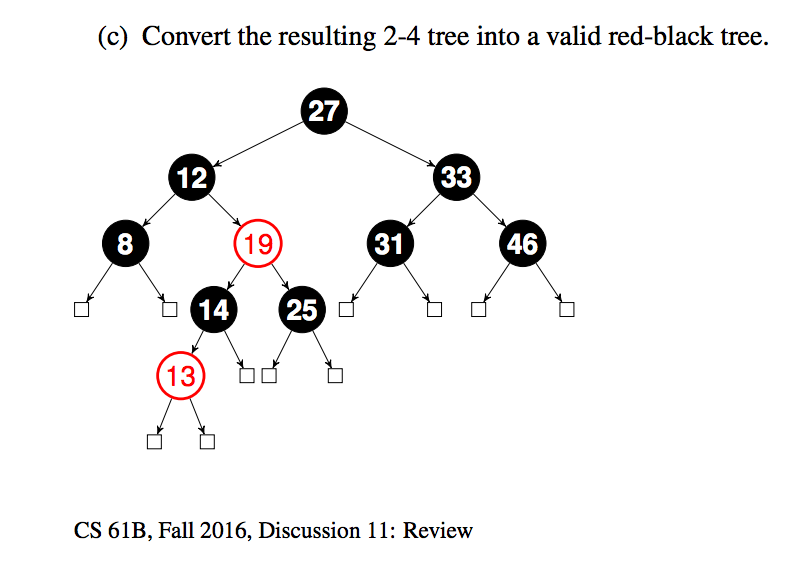 (c) Convert the resulting 2-4 tree into a valid red-black tree.
27
12 33
8 19 31 46
14 25
13
CS 61B, Fall 2016, Discussion 11: Review